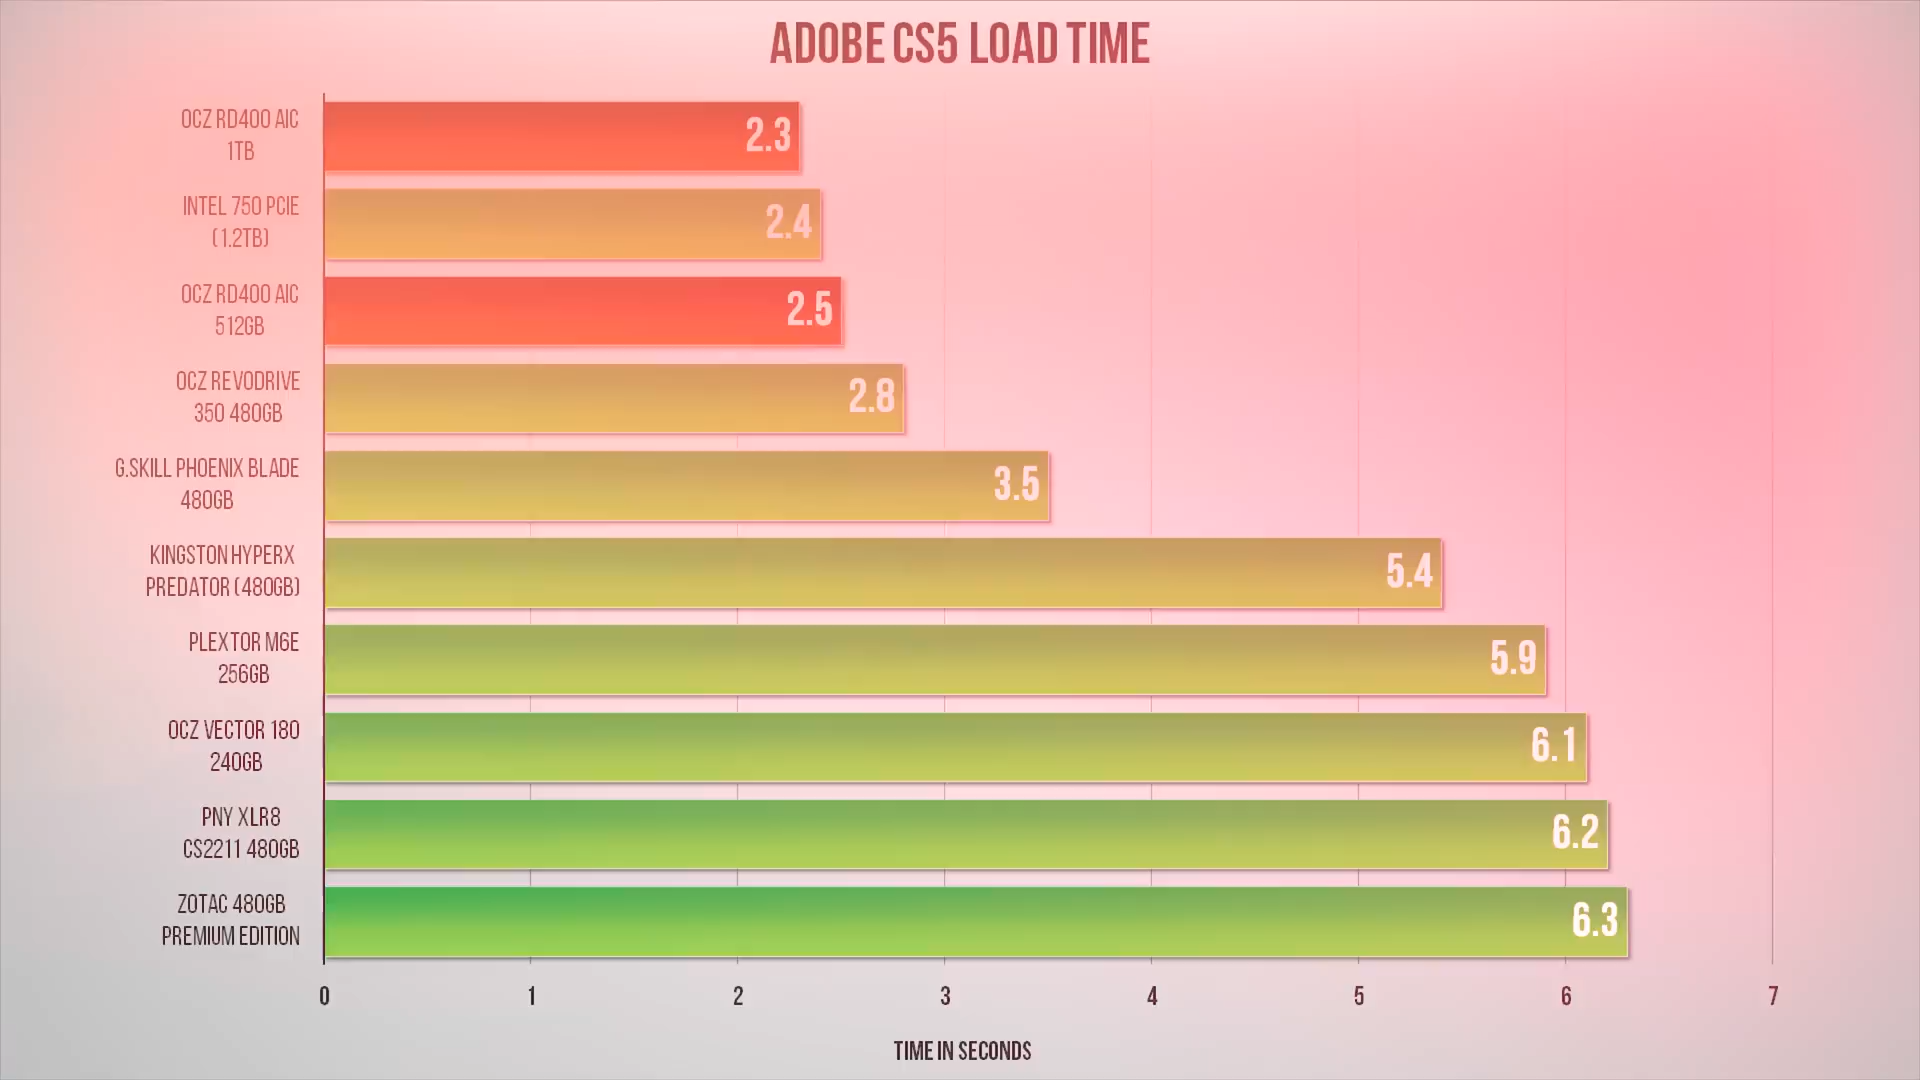 ADOBE CS5 LOAD TIME
OCZ RD400 AIC
1TB
2.3
INTEL 750 PCIE
(1.2TB)
2.4
OCZ RD400 AIC
512GB
2.5
OCZ REVODRIVE
350 480GB
2.8
G.SKILL PHOENIX BLADE
480GB
3.5
KINGSTON HYPERX
PREDATOR (480GB)
5.4
PLEXTOR M6E
256GB
5.9
OCZ VECTOR 180
240GB
6.1
PNY XLR8
CS2211 480GB
6.2
ZOTAC 480GB
PREMIUM EDITION
6.3
0 1 2 3 4 5 6 7
TIME IN SECONDS